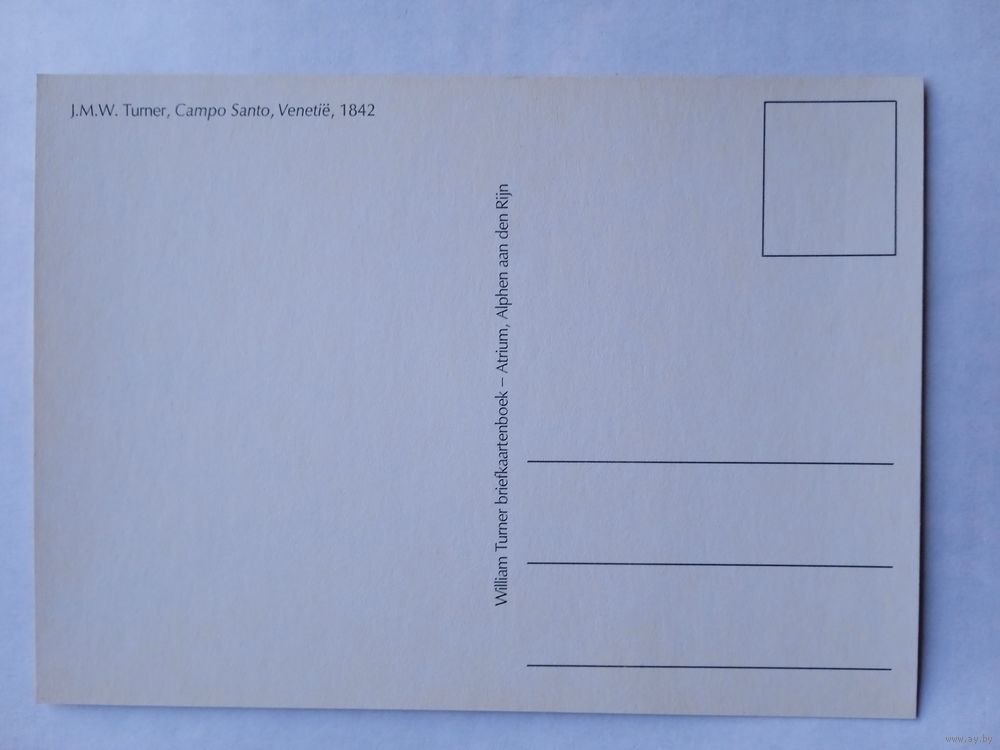 J.M.W. Turner, Campo Santo, Venetië, 1842
William Turner briefkaartenboek – Atrium, Alphen aan den Rijn
www.ay.by